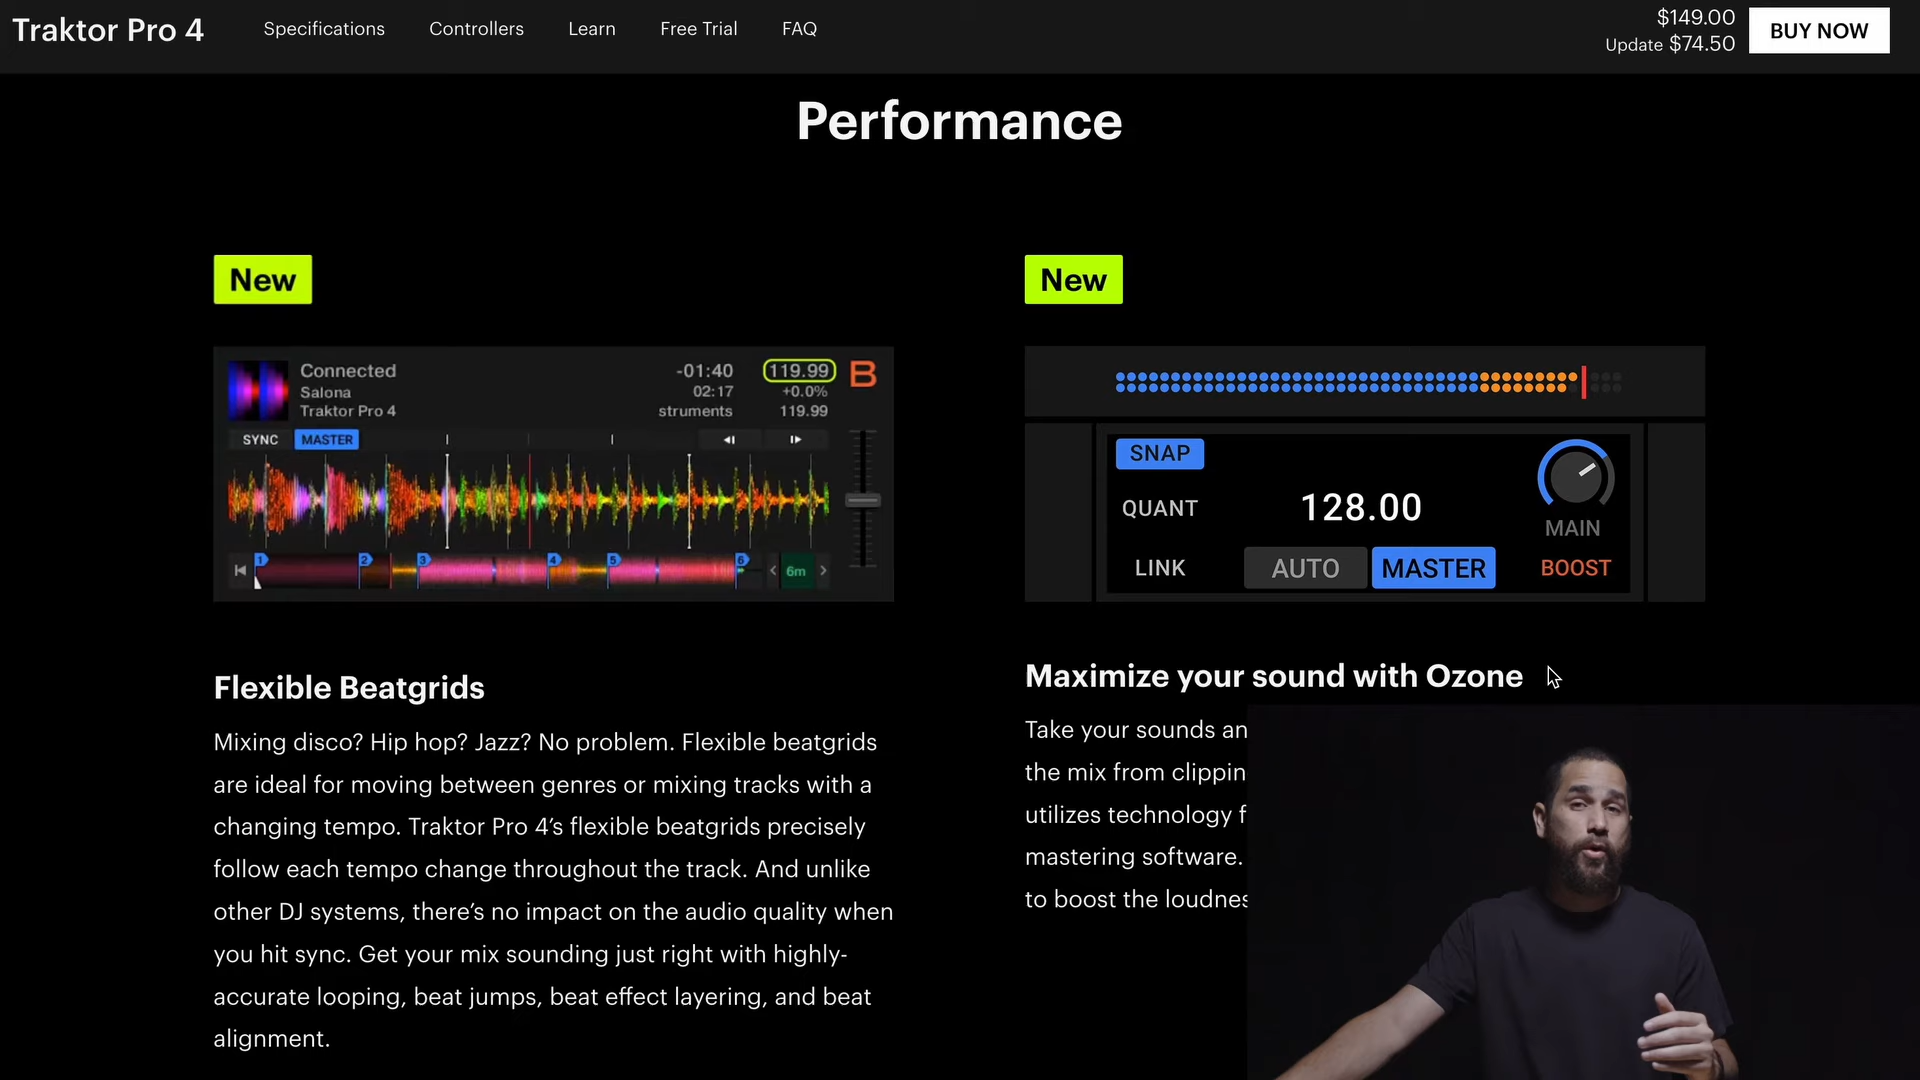 Traktor Pro 4
Specifications
Controllers
Learn
Free Trial
FAQ
$149.00
Update $74.50
BUY NOW
Performance
New
New
Connected
Salona
Traktor Pro 4
-01:40
02:17
struments
119.99
+0.0%
119.99
B
SYNC
MASTER
1
2
3
4
5
6
6m
SNAP
QUANT
LINK
128.00
AUTO
MASTER
MAIN
BOOST
Flexible Beatgrids
Mixing disco? Hip hop? Jazz? No problem. Flexible beatgrids
are ideal for moving between genres or mixing tracks with a
changing tempo. Traktor Pro 4’s flexible beatgrids precisely
follow each tempo change throughout the track. And unlike
other DJ systems, there’s no impact on the audio quality when
you hit sync. Get your mix sounding just right with highly-
accurate looping, beat jumps, beat effect layering, and beat
alignment.
Maximize your sound with Ozone
Take your sounds an
the mix from clippin
utilizes technology f
mastering software.
to boost the loudnes